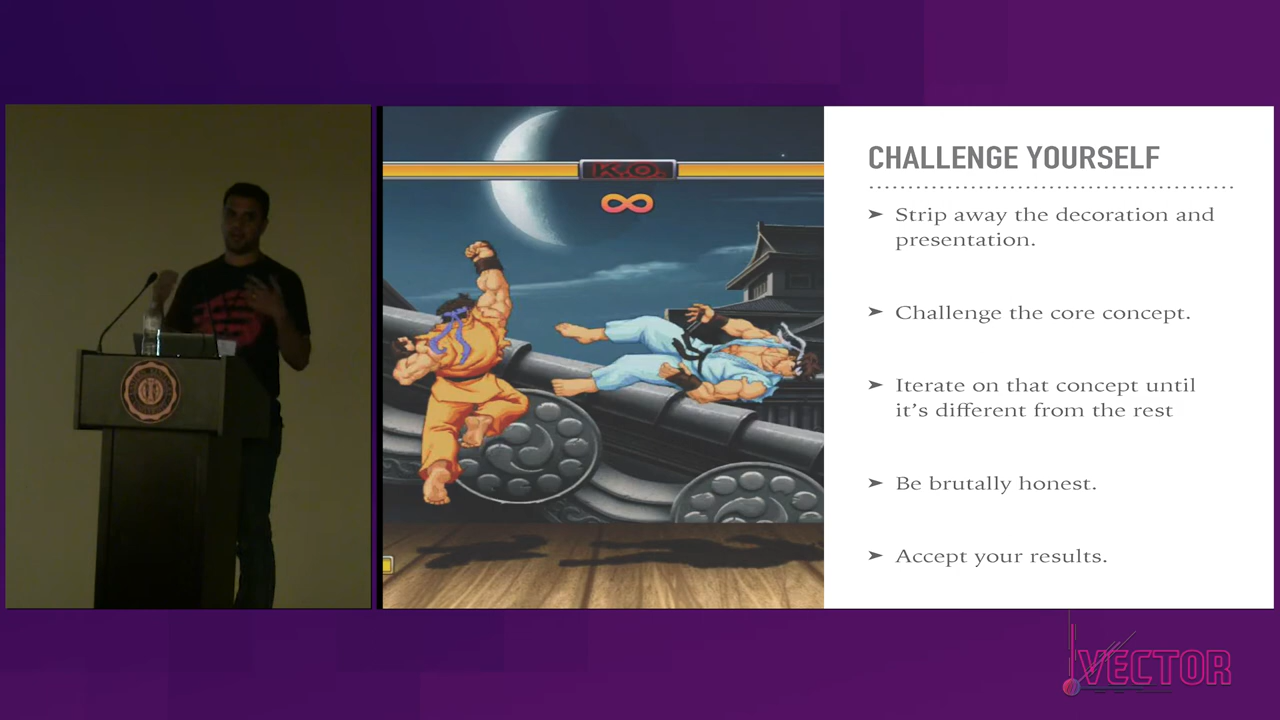 K.O.
CHALLENGE YOURSELF
➤ Strip away the decoration and
presentation.
➤ Challenge the core concept.
➤ Iterate on that concept until
it's different from the rest
➤ Be brutally honest.
➤ Accept your results.
VECTOR